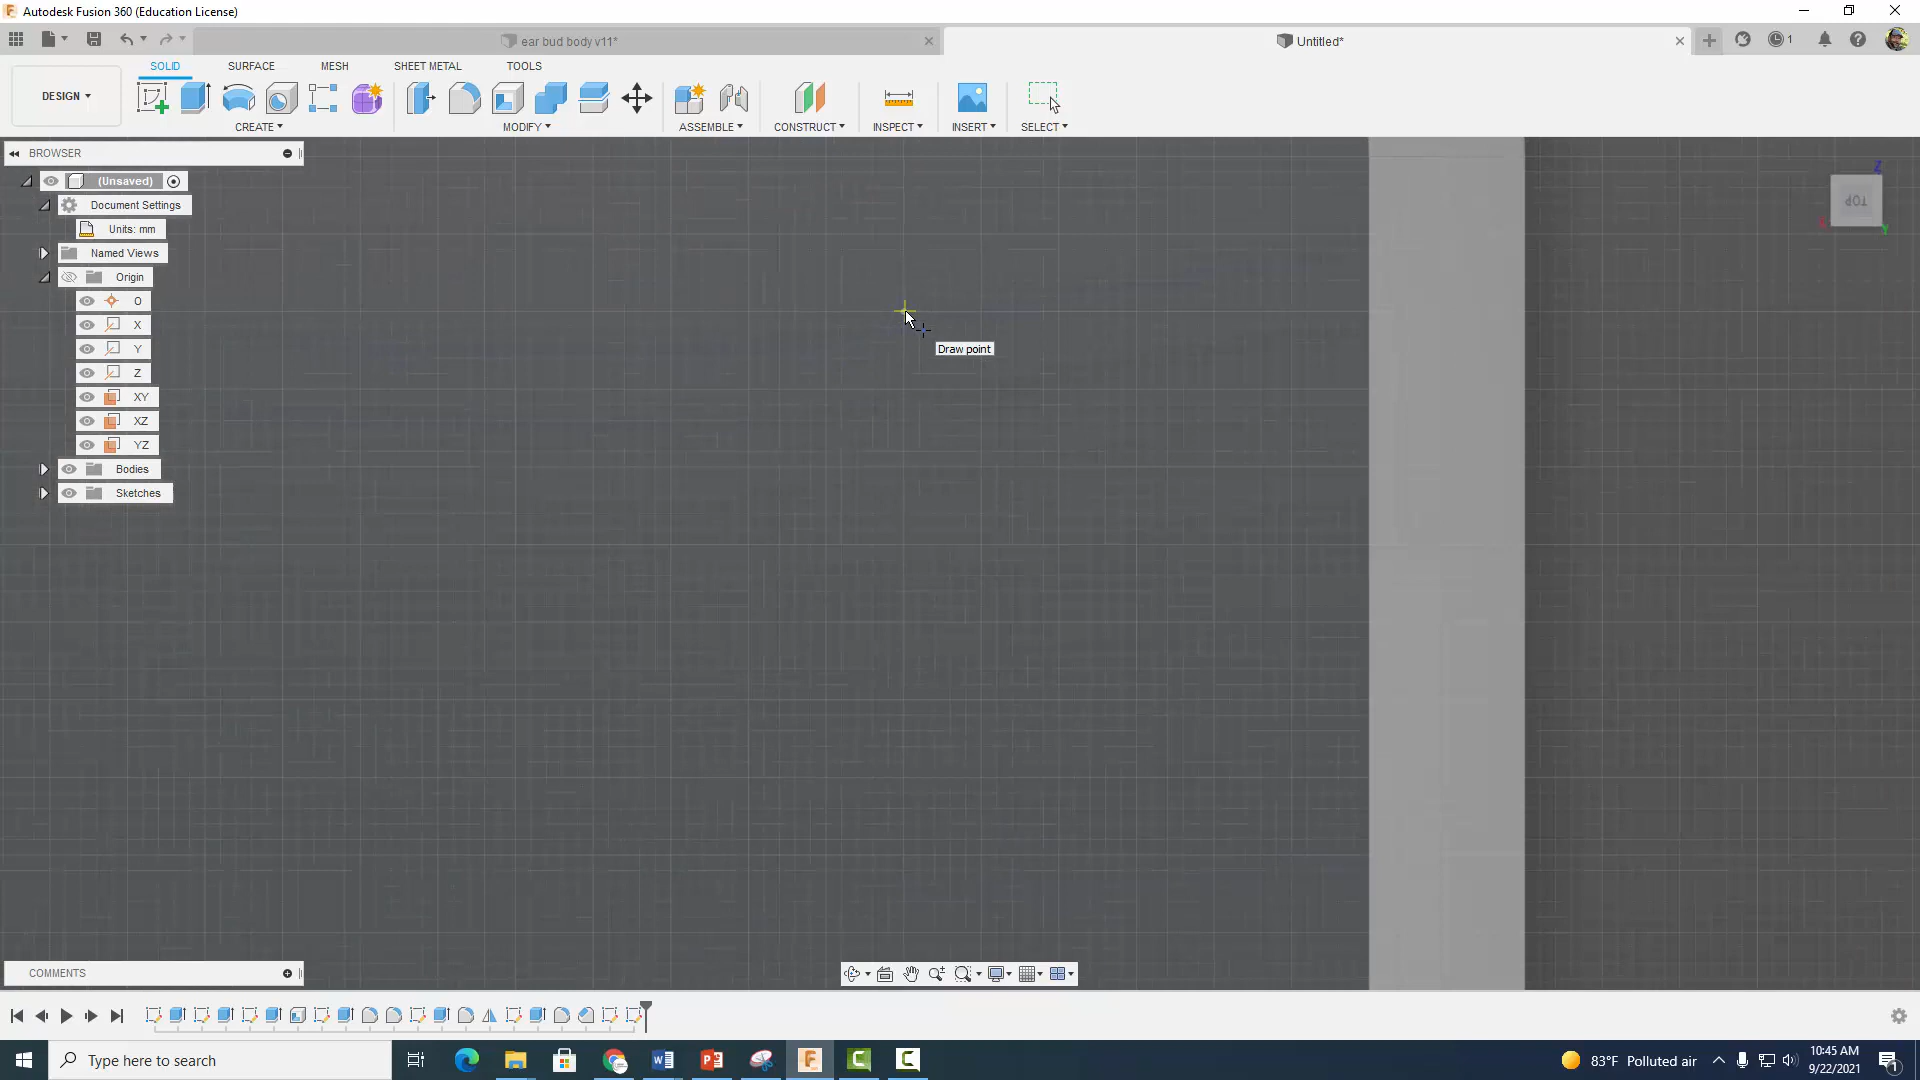 Autodesk Fusion 360 (Education License)
ear bud body v11*
Untitled*
1
DESIGN
SOLID
SURFACE
MESH
SHEET METAL
TOOLS
CREATE
MODIFY
ASSEMBLE
CONSTRUCT
INSPECT
INSERT
SELECT
BROWSER
(Unsaved)
Document Settings
Units: mm
Named Views
Origin
O
X
Y
Z
XY
XZ
YZ
Bodies
Sketches
Draw point
Z
TOP
X
Y
COMMENTS
Type here to search
83°F Polluted air
10:45 AM
9/22/2021
1